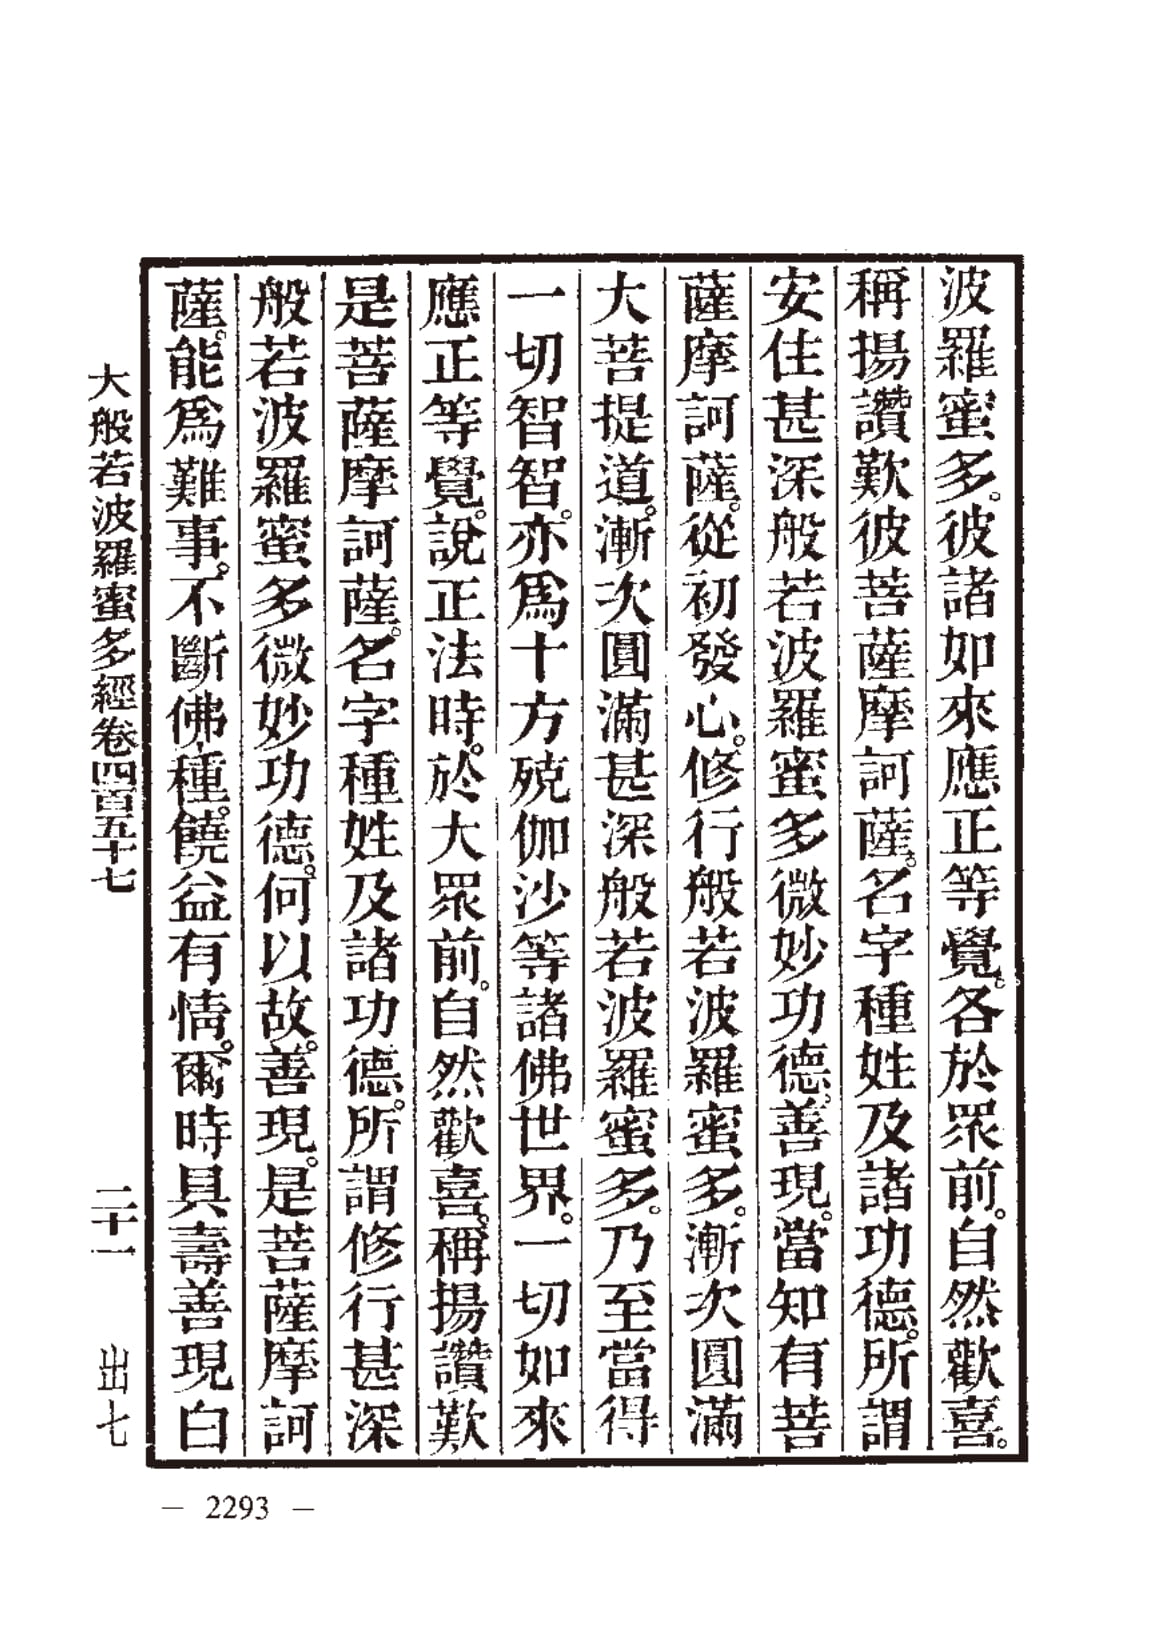 波羅蜜多。彼諸如來應正等覺。各於眾前。自然歡喜。
稱揚讚歎彼菩薩摩訶薩。名字種姓及諸功德。所謂
安住甚深般若波羅蜜多微妙功德。善現。當知有菩
薩摩訶薩。從初發心。修行般若波羅蜜多。漸次圓滿
大菩提道。漸次圓滿甚深般若波羅蜜多。乃至當得
一切智智。亦為十方殑伽沙等諸佛世界。一切如來
應正等覺。說正法時。於大眾前。自然歡喜。稱揚讚歎
是菩薩摩訶薩。名字種姓及諸功德。所謂修行甚深
般若波羅蜜多微妙功德。何以故。善現。是菩薩摩訶
薩。能為難事。不斷佛種。饒益有情。爾時具壽善現白
大般若波羅蜜多經卷四百五十七 二十一 出七
— 2293 —